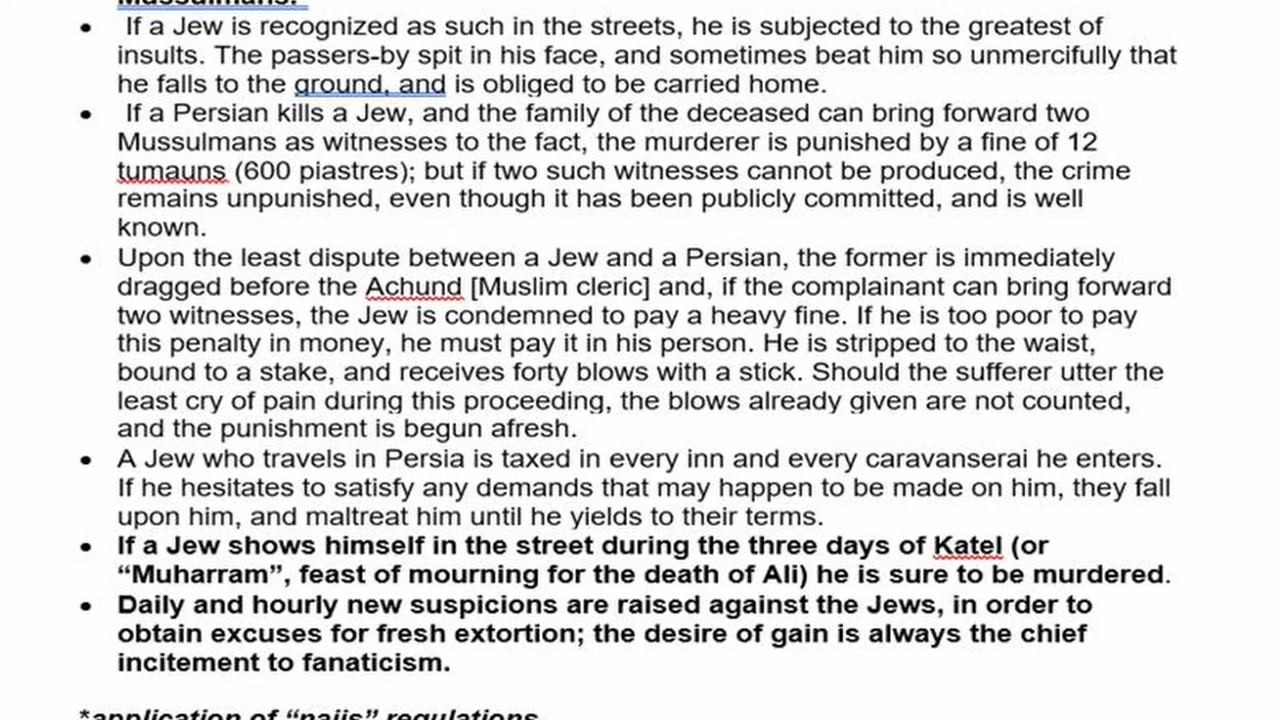 Mussulmans."
• If a Jew is recognized as such in the streets, he is subjected to the greatest of
insults. The passers-by spit in his face, and sometimes beat him so unmercifully that
he falls to the ground, and is obliged to be carried home.
• If a Persian kills a Jew, and the family of the deceased can bring forward two
Mussulmans as witnesses to the fact, the murderer is punished by a fine of 12
tumauns (600 piastres); but if two such witnesses cannot be produced, the crime
remains unpunished, even though it has been publicly committed, and is well
known.
• Upon the least dispute between a Jew and a Persian, the former is immediately
dragged before the Achund [Muslim cleric] and, if the complainant can bring forward
two witnesses, the Jew is condemned to pay a heavy fine. If he is too poor to pay
this penalty in money, he must pay it in his person. He is stripped to the waist,
bound to a stake, and receives forty blows with a stick. Should the sufferer utter the
least cry of pain during this proceeding, the blows already given are not counted,
and the punishment is begun afresh.
• A Jew who travels in Persia is taxed in every inn and every caravanserai he enters.
If he hesitates to satisfy any demands that may happen to be made on him, they fall
upon him, and maltreat him until he yields to their terms.
• If a Jew shows himself in the street during the three days of Katel (or
“Muharram”, feast of mourning for the death of Ali) he is sure to be murdered.
• Daily and hourly new suspicions are raised against the Jews, in order to
obtain excuses for fresh extortion; the desire of gain is always the chief
incitement to fanaticism.
*application of “najis” regulations